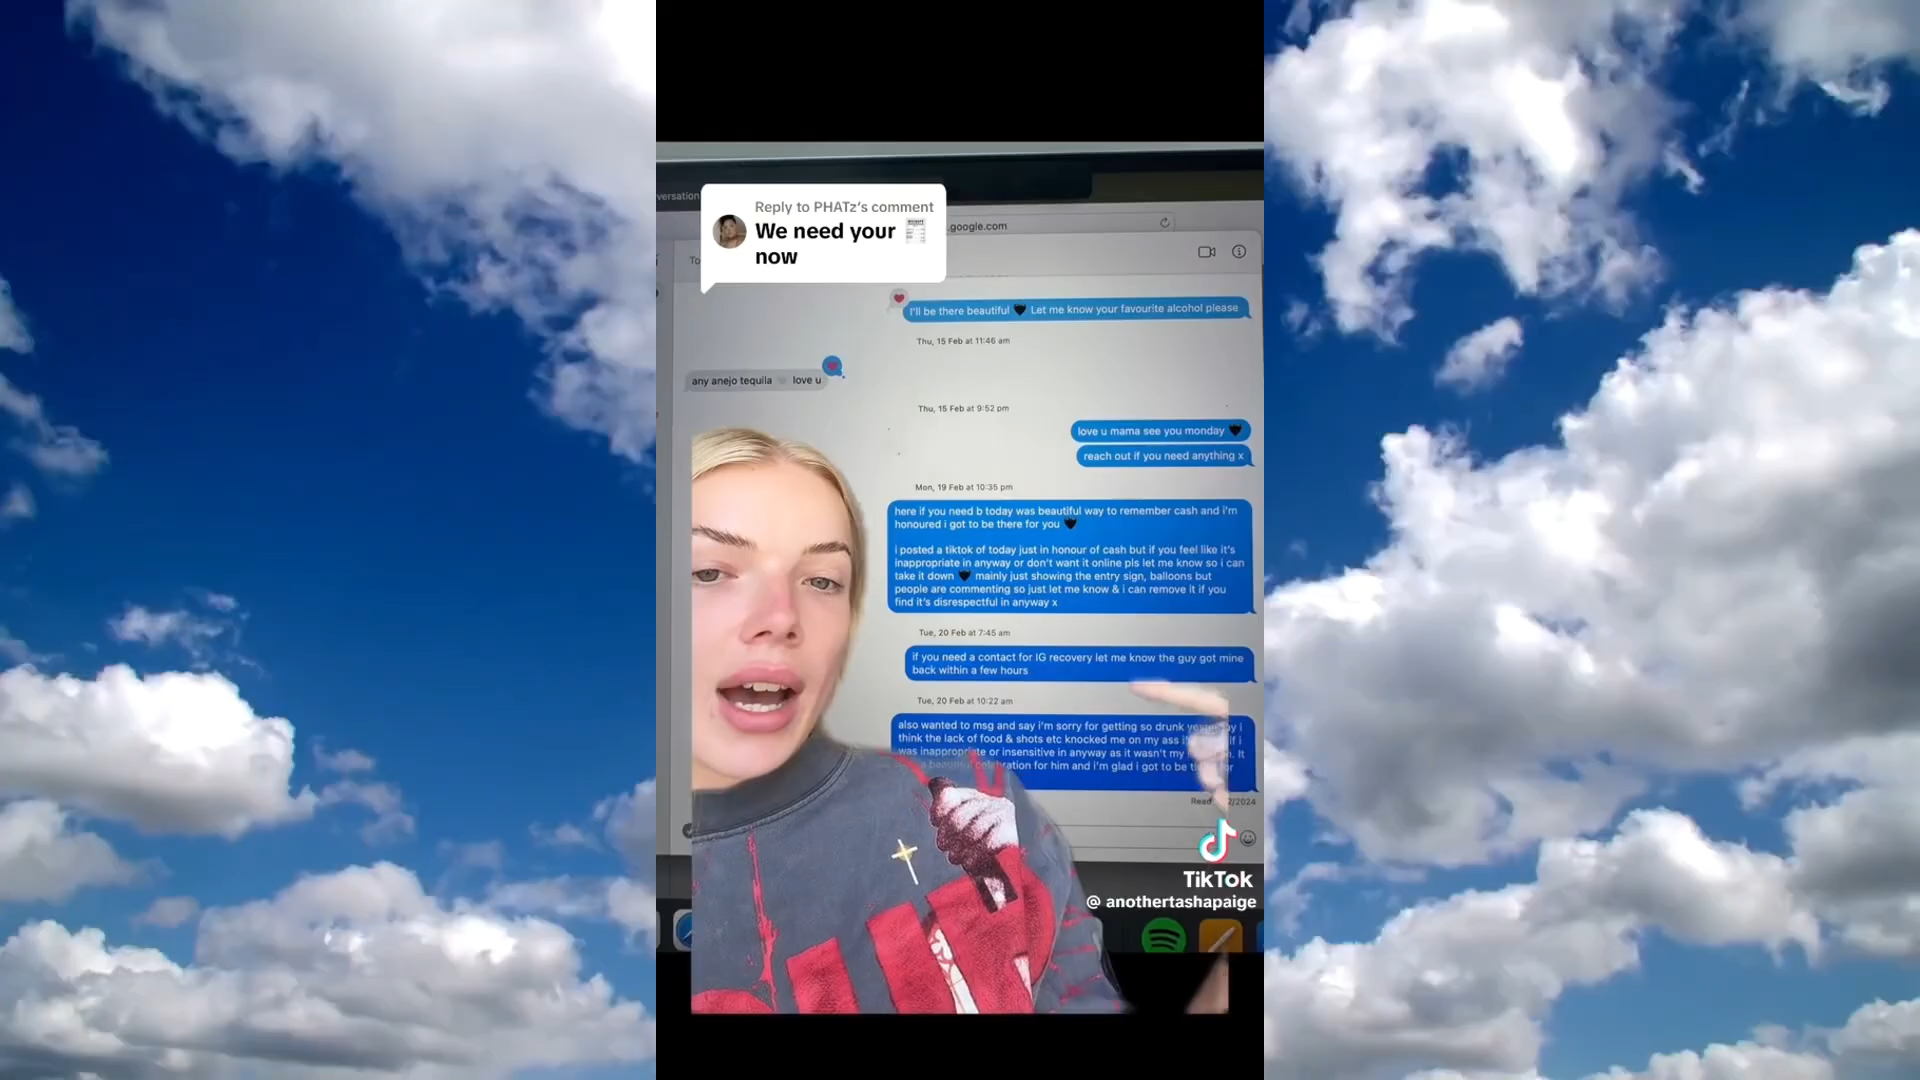 versation
Reply to PHATz's comment
We need your
now
.google.com
To
I'll be there beautiful 🖤 Let me know your favourite alcohol please
Thu, 15 Feb at 11:46 am
any anejo tequila 🤍 love u
Thu, 15 Feb at 9:52 pm
love u mama see you monday 🖤
reach out if you need anything x
Mon, 19 Feb at 10:35 pm
here if you need b today was beautiful way to remember cash and i'm
honoured i got to be there for you 🖤
i posted a tiktok of today just in honour of cash but if you feel like it's
inappropriate in anyway or don't want it online pls let me know so i can
take it down 🖤 mainly just showing the entry sign, balloons but
people are commenting so just let me know & i can remove it if you
find it's disrespectful in anyway x
Tue, 20 Feb at 7:45 am
if you need a contact for IG recovery let me know the guy got mine
back within a few hours
Tue, 20 Feb at 10:22 am
also wanted to msg and say i'm sorry for getting so drunk i
think the lack of food & shots etc knocked me on my ass if i
was inappropriate or insensitive in anyway as it wasn't my It
a beautiful celebration for him and i'm glad i got to be
Read 2/2024
TikTok
@ anothertashapaige